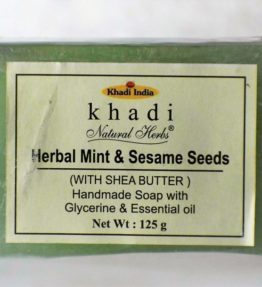 Khadi India
khadi
Natural Herbs®
Herbal Mint & Sesame Seeds
(WITH SHEA BUTTER )
Handmade Soap with
Glycerine & Essential oil
Net Wt : 125 g